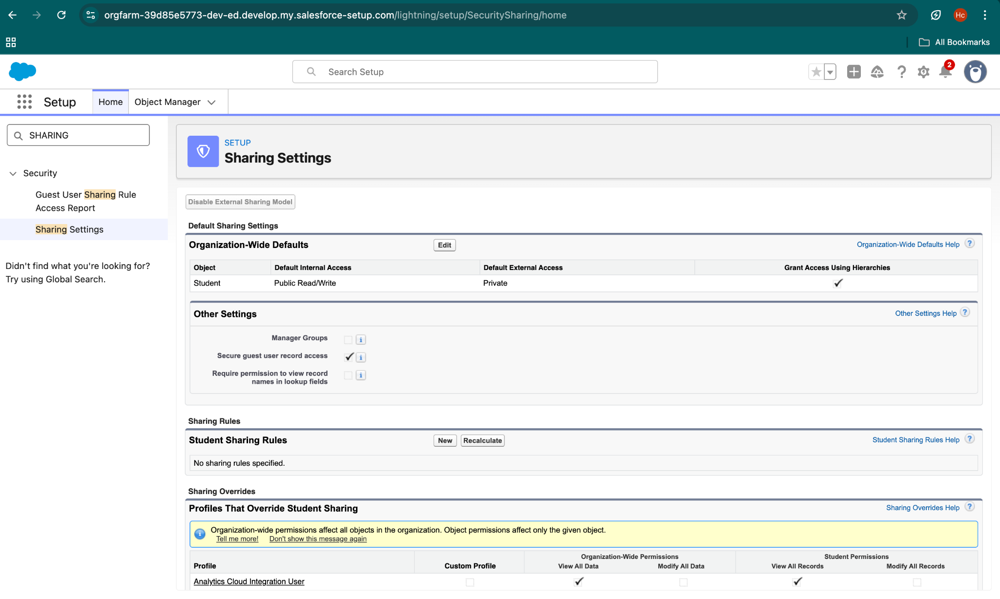 orgfarm-39d85e5773-dev-ed.develop.my.salesforce-setup.com/lightning/setup/SecuritySharing/home
Hc
All Bookmarks
Search Setup
2
Setup
Home
Object Manager
SHARING
Security
Guest User Sharing Rule
Access Report
Sharing Settings
Didn't find what you're looking for?
Try using Global Search.
SETUP
Sharing Settings
Disable External Sharing Model
Default Sharing Settings
Organization-Wide Defaults Edit Organization-Wide Defaults Help ?
Object Default Internal Access Default External Access Grant Access Using Hierarchies
Student Public Read/Write Private
Other Settings Other Settings Help ?
Manager Groups i
Secure guest user record access i
Require permission to view record i
names in lookup fields
Sharing Rules
Student Sharing Rules New Recalculate Student Sharing Rules Help ?
No sharing rules specified.
Sharing Overrides
Profiles That Override Student Sharing Sharing Overrides Help ?
Organization-wide permissions affect all objects in the organization. Object permissions affect only the given object.
Tell me more! Don't show this message again
Organization-Wide Permissions Student Permissions
Profile Custom Profile View All Data Modify All Data View All Records Modify All Records
Analytics Cloud Integration User